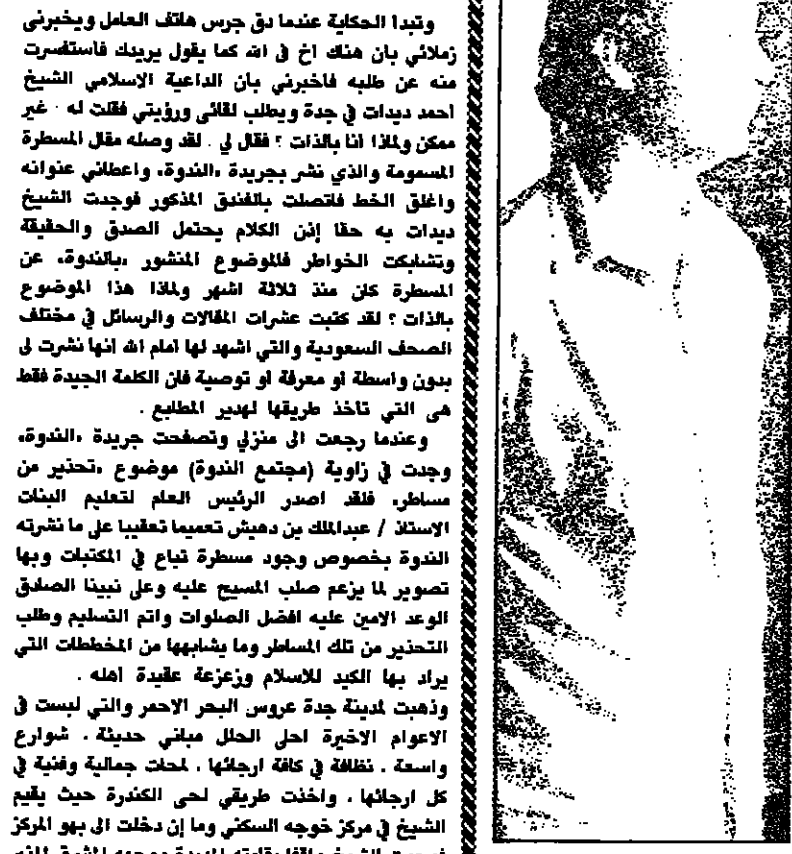 وتبدا الحكاية عندما دق جرس هاتف العامل ويخبرنى
زملائي بان هناك اخ في الله كما يقول يريدك فاستفسرت
منه عن طلبه فاخبرني بأن الداعية الاسلامي الشيخ
احمد ديدات في جدة ويطلب لقائى ورؤيتي فقلت له . غير
ممكن ولماذا انا بالذات ؟ فقال لي . لقد وصله مقال المسطرة
المسمومة والذي نشر بجريدة «الندوة» واعطاني عنوانه
واغلق الخط فاتصلت بالفندق المذكور فوجدت الشيخ
ديدات به حقا إذن الكلام يحتمل الصدق والحقيقة
وتشابكت الخواطر فالموضوع المنشور «بالندوة» عن
المسطرة كان منذ ثلاثة اشهر ولماذا هذا الموضوع
بالذات ؟ لقد كتبت عشرات المقالات والرسائل في مختلف
الصحف السعودية والتي اشهد لها امام الله إنها نشرت لى
بدون واسطة أو معرفة أو توصية فان الكلمة الجيدة فقط
هى التي تأخذ طريقها لهدير المطابع .
وعندما رجعت الى منزلي وتصفحت جريدة «الندوة»
وجدت في زاوية (مجتمع الندوة) موضوع «تحذير من
مساطر» فلقد اصدر الرئيس العام لتعليم البنات
الاستاذ / عبدالملك بن دهيش تعميما تعقيبا على ما نشرته
الندوة بخصوص وجود مسطرة تباع في المكتبات وبها
تصوير لما يزعم صلب المسيح عليه وعلى نبينا الصادق
الوعد الامين عليه افضل الصلوات واتم التسليم وطلب
التحذير من تلك المساطر وما يشابهها من المخططات التي
يراد بها الكيد للاسلام وزعزعة عقيدة اهله .
وذهبت لمدينة جدة عروس البحر الاحمر والتي لبست في
الاعوام الاخيرة احلى الحلل مباني حديثة ، شوارع
واسعة . نظافة في كافة ارجائها ، لمحات جمالية وفنية في
كل ارجائها ، واخذت طريقي لحى الكندرة حيث يقيم
الشيخ في مركز خوجه السكني وما إن دخلت الى بهو المركز